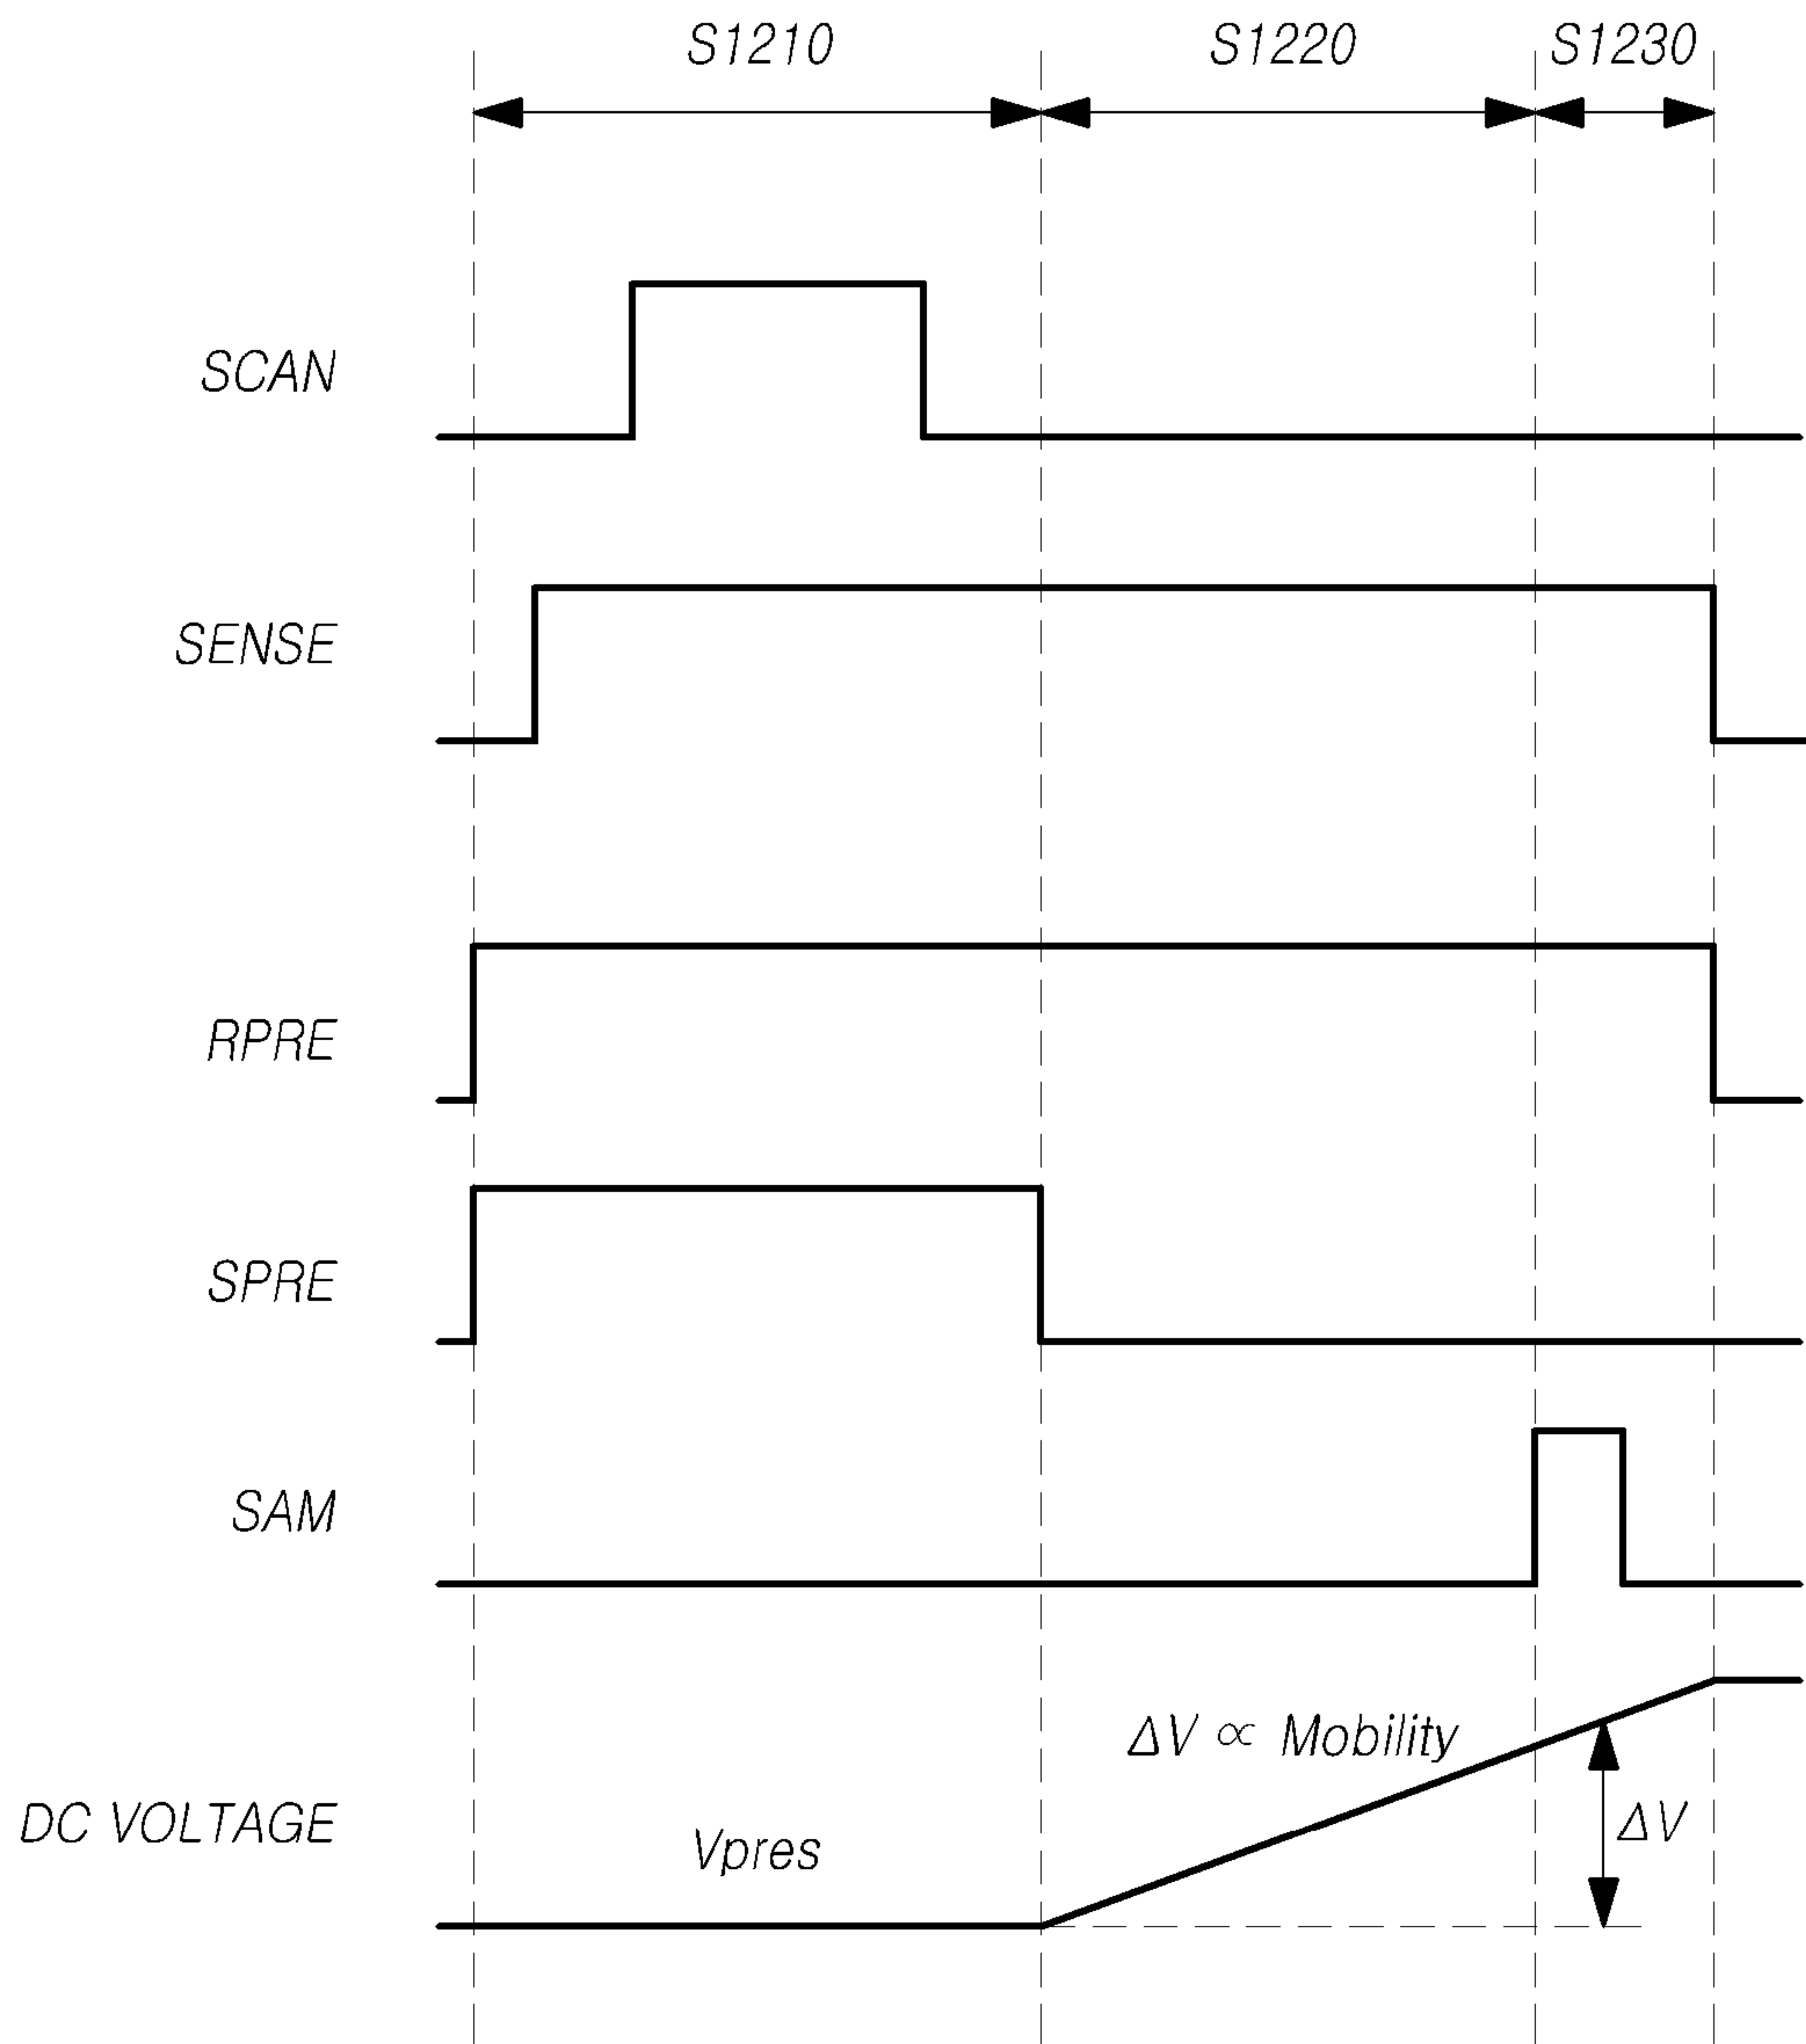 S1210 S1220 S1230
SCAN
SENSE
RPRE
SPRE
SAM
ΔV ∝ Mobility
DC VOLTAGE
Vpres
ΔV